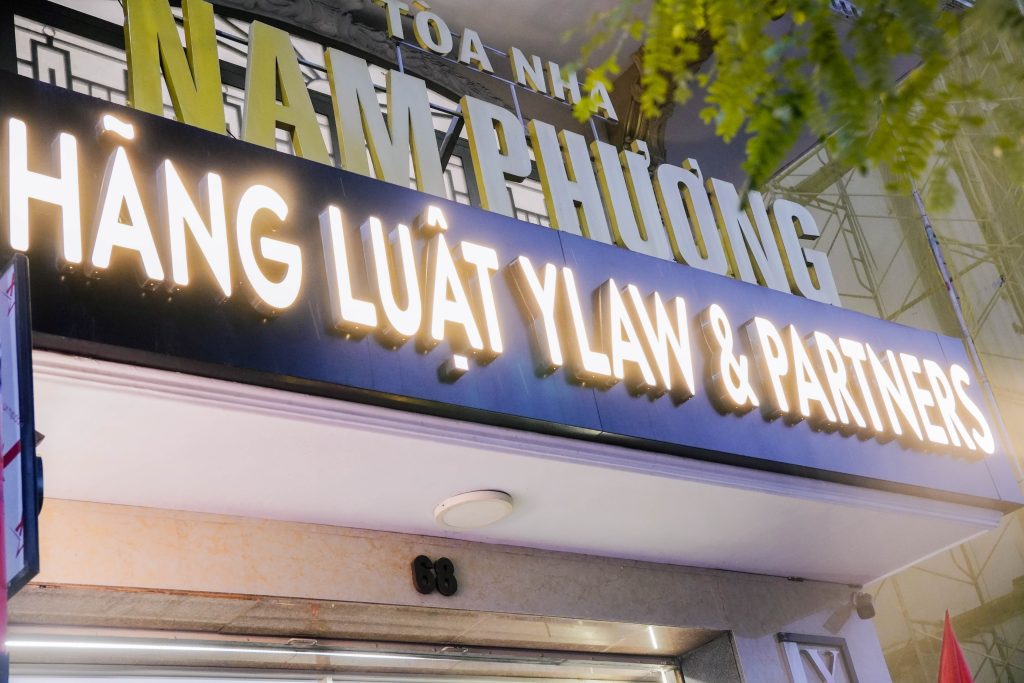 TÒA NHÀ
NAM PHƯƠNG
HÃNG LUẬT YLAW & PARTNERS
68